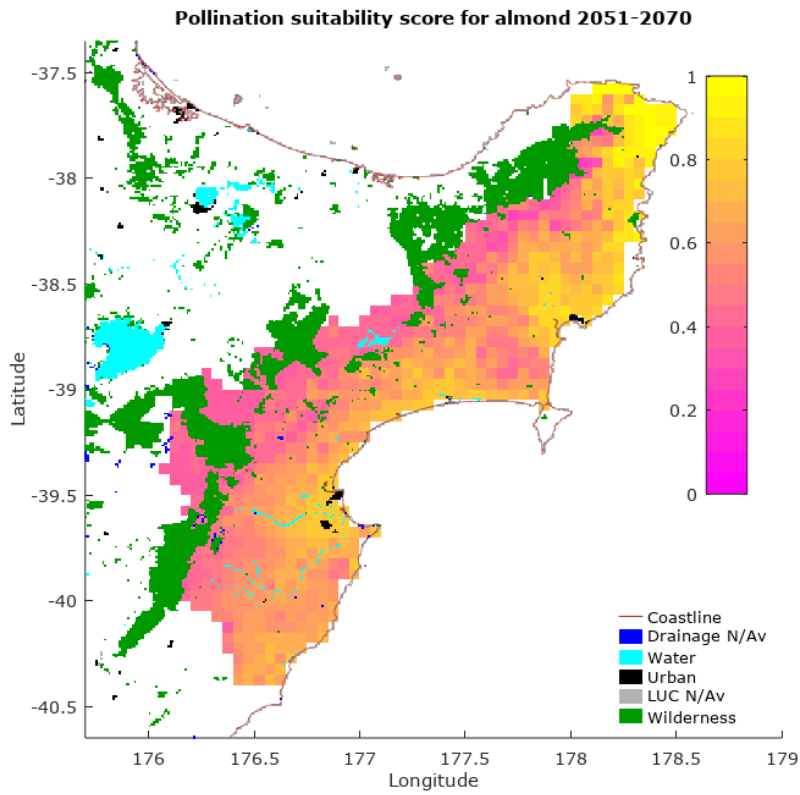 Pollination suitability score for almond 2051-2070
-37.5
-38
-38.5
-39
-39.5
-40
-40.5
Latitude
176
176.5
177
177.5
178
178.5
179
Longitude
1
0.8
0.6
0.4
0.2
0
Coastline
Drainage N/Av
Water
Urban
LUC N/Av
Wilderness